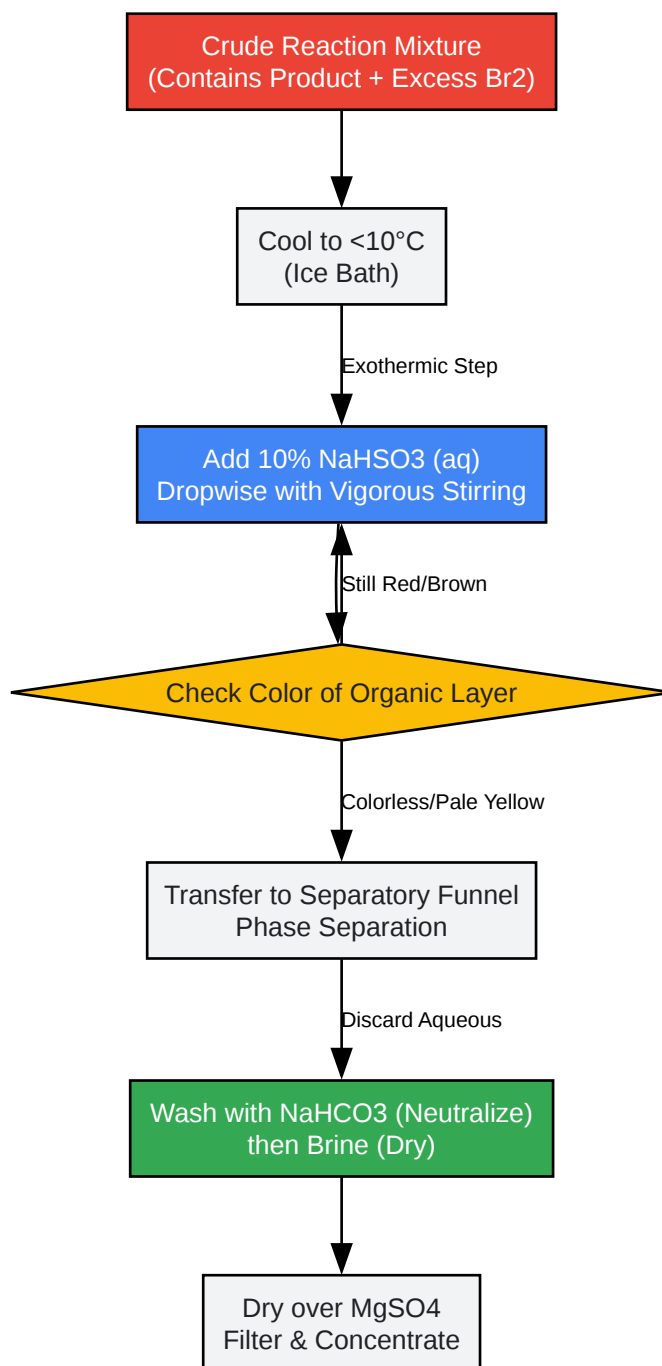 Crude Reaction Mixture
(Contains Product + Excess Br2)
Cool to <10°C
(Ice Bath)
Exothermic Step
Add 10% NaHSO3 (aq)
Dropwise with Vigorous Stirring
Still Red/Brown
Check Color of Organic Layer
Colorless/Pale Yellow
Transfer to Separatory Funnel
Phase Separation
Discard Aqueous
Wash with NaHCO3 (Neutralize)
then Brine (Dry)
Dry over MgSO4
Filter & Concentrate